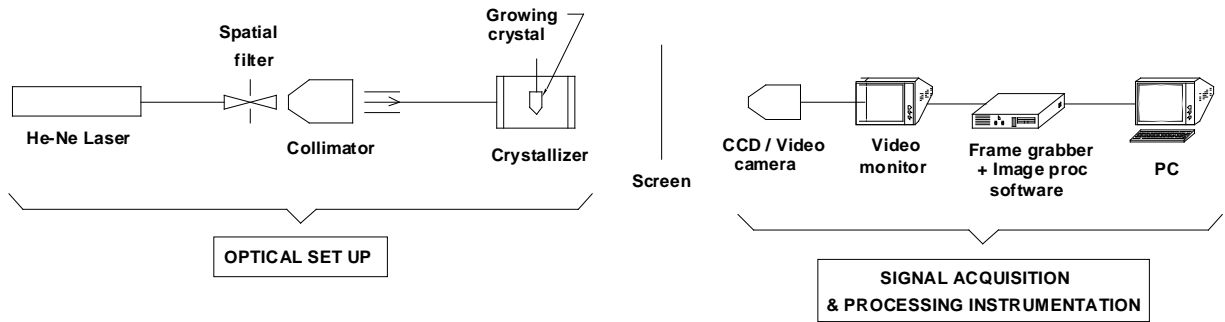 Spatial
filter
Growing
crystal
He-Ne Laser
Collimator
Crystallizer
Screen
CCD / Video
camera
Video
monitor
Frame grabber
+ Image proc
software
PC
OPTICAL SET UP
SIGNAL ACQUISITION
& PROCESSING INSTRUMENTATION